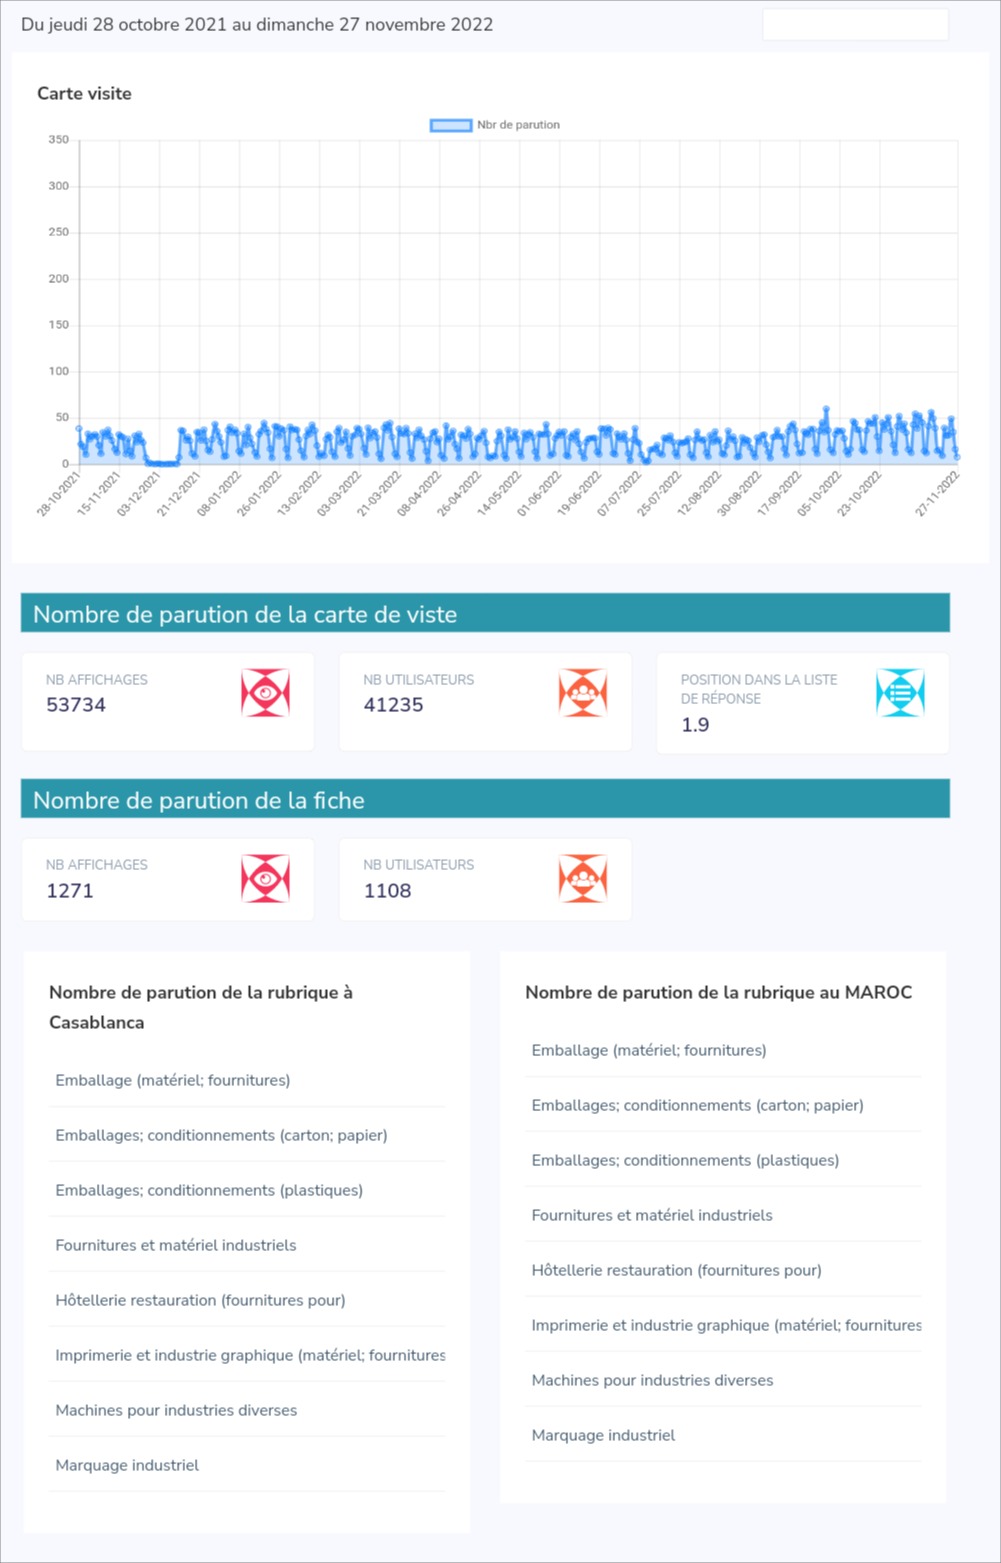 Du jeudi 28 octobre 2021 au dimanche 27 novembre 2022
Carte visite
Nbr de parution
350
300
250
200
150
100
50
0
28-10-2021
15-11-2021
03-12-2021
21-12-2021
08-01-2022
26-01-2022
13-02-2022
03-03-2022
21-03-2022
08-04-2022
26-04-2022
14-05-2022
01-06-2022
19-06-2022
07-07-2022
25-07-2022
12-08-2022
30-08-2022
17-09-2022
05-10-2022
23-10-2022
27-11-2022
Nombre de parution de la carte de viste
NB AFFICHAGES
53734
NB UTILISATEURS
41235
POSITION DANS LA LISTE
DE RÉPONSE
1.9
Nombre de parution de la fiche
NB AFFICHAGES
1271
NB UTILISATEURS
1108
Nombre de parution de la rubrique à
Casablanca
Emballage (matériel; fournitures)
Emballages; conditionnements (carton; papier)
Emballages; conditionnements (plastiques)
Fournitures et matériel industriels
Hôtellerie restauration (fournitures pour)
Imprimerie et industrie graphique (matériel; fournitures
Machines pour industries diverses
Marquage industriel
Nombre de parution de la rubrique au MAROC
Emballage (matériel; fournitures)
Emballages; conditionnements (carton; papier)
Emballages; conditionnements (plastiques)
Fournitures et matériel industriels
Hôtellerie restauration (fournitures pour)
Imprimerie et industrie graphique (matériel; fournitures
Machines pour industries diverses
Marquage industriel